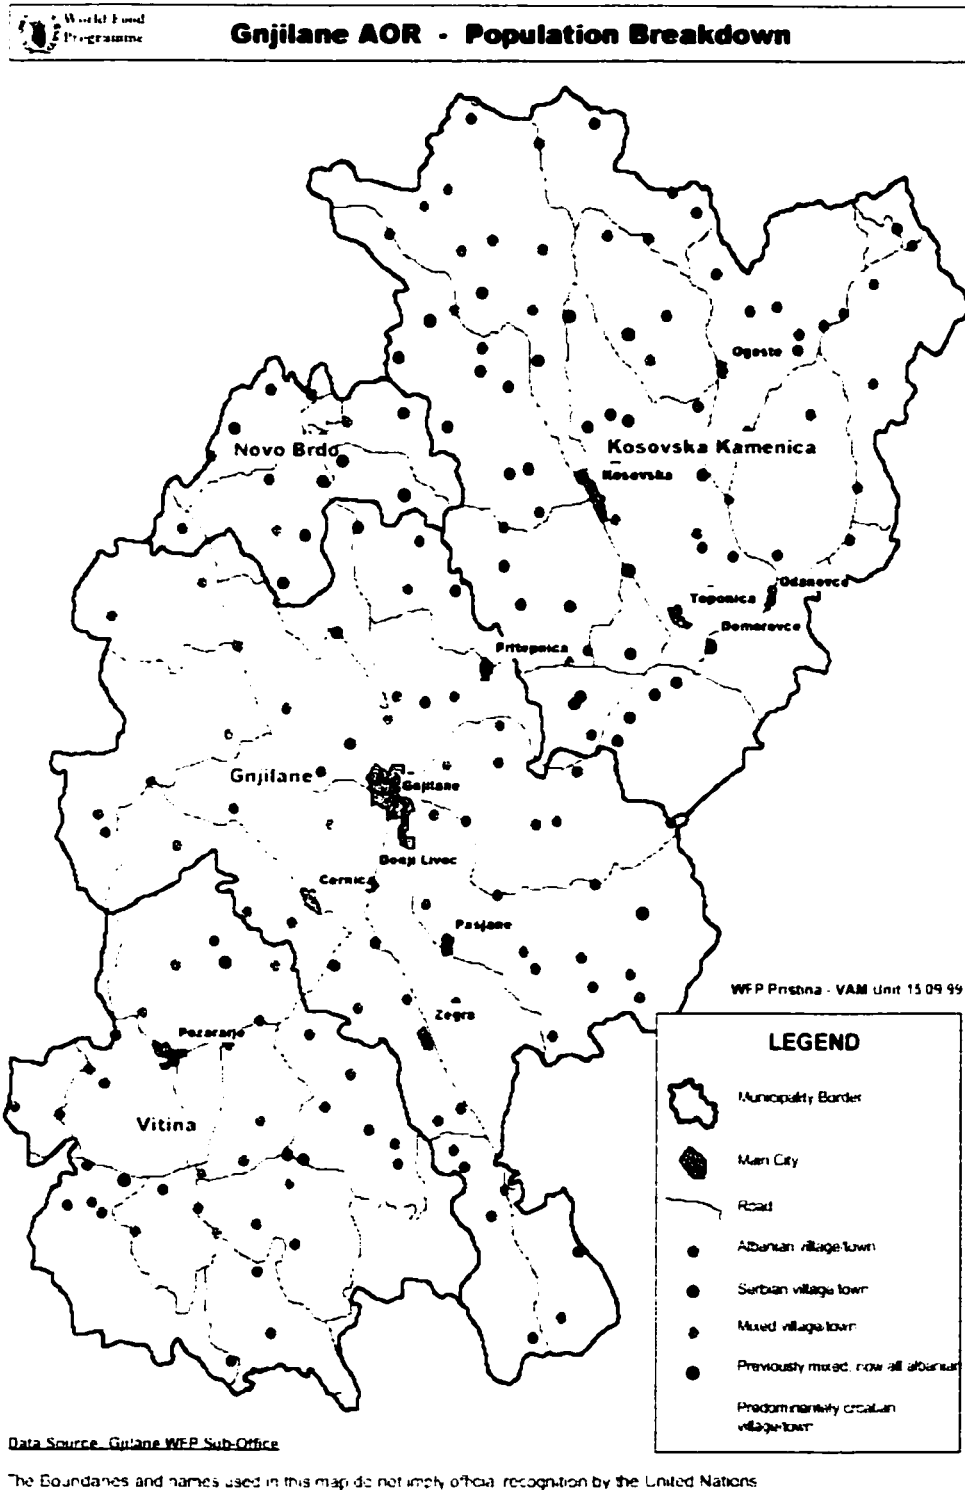 World Food
Programme
Gnjilane AOR - Population Breakdown
Ogoste
Novo Brdo
Kosovska Kamenica
Kosovska
Odanovce
Toponica
Domorovce
Pritepnica
Gnjilane
Gnjilane
Donji Livoc
Cernica
Pasjane
WFP Pristina - VAM Unit 15 09 99
Zegra
Pozaranje
Vitina
LEGEND
Municipality Border
Main City
Road
Albanian village/town
Serbian village town
Mixed village/town
Previously mixed, now all albanian
Predominentely croatian
village/town
Data Source: Gjilane WFP Sub-Office
The Boundaries and names used in this map do not imply official recognition by the United Nations